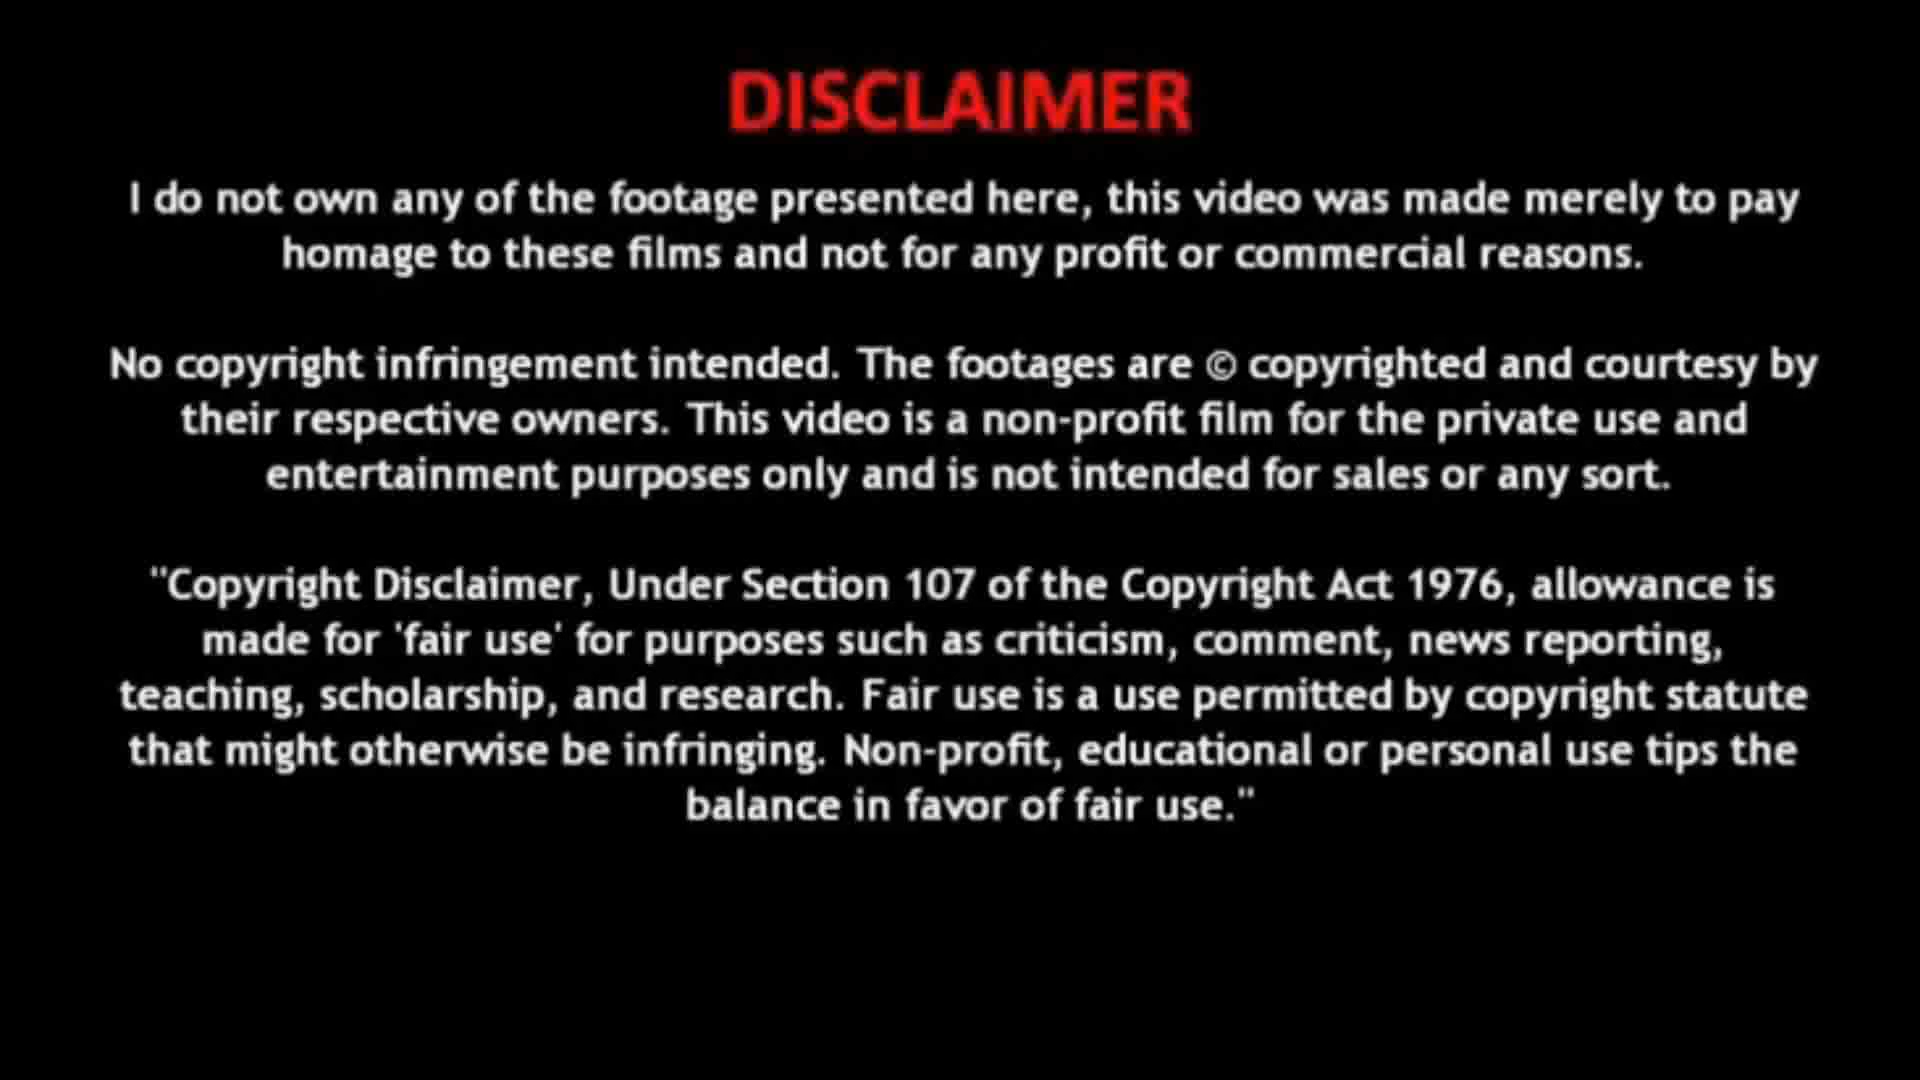 DISCLAIMER
I do not own any of the footage presented here, this video was made merely to pay
homage to these films and not for any profit or commercial reasons.
No copyright infringement intended. The footages are © copyrighted and courtesy by
their respective owners. This video is a non-profit film for the private use and
entertainment purposes only and is not intended for sales or any sort.
"Copyright Disclaimer, Under Section 107 of the Copyright Act 1976, allowance is
made for 'fair use' for purposes such as criticism, comment, news reporting,
teaching, scholarship, and research. Fair use is a use permitted by copyright statute
that might otherwise be infringing. Non-profit, educational or personal use tips the
balance in favor of fair use."